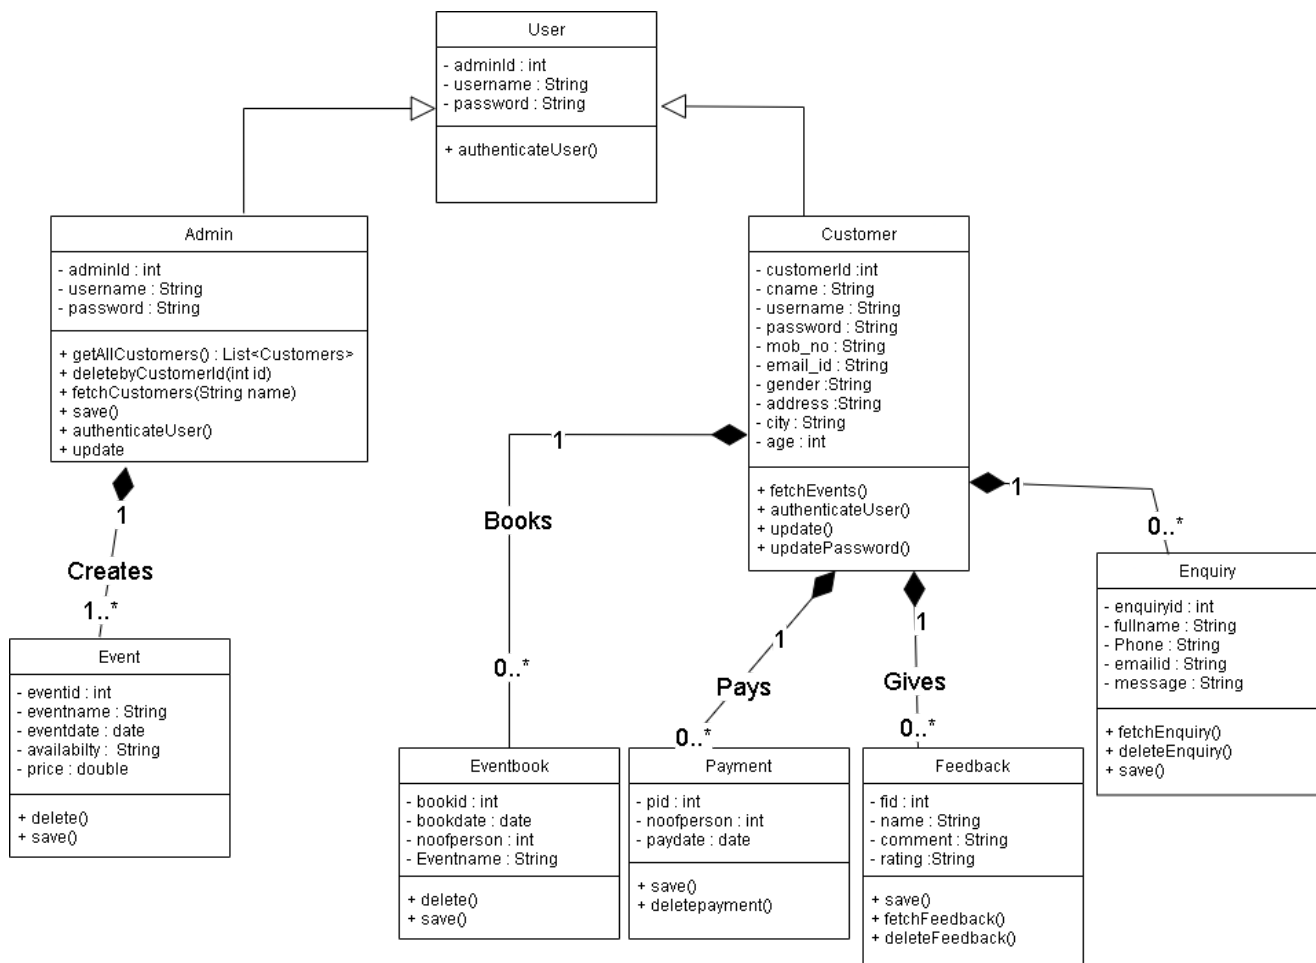 User
- adminId : int
- username : String
- password : String
+ authenticateUser()
Admin
- adminId : int
- username : String
- password : String
+ getAllCustomers() : List<Customers>
+ deletebyCustomerId(int id)
+ fetchCustomers(String name)
+ save()
+ authenticateUser()
+ update
Customer
- customerId :int
- cname : String
- username : String
- password : String
- mob_no : String
- email_id : String
- gender :String
- address :String
- city : String
- age : int
+ fetchEvents()
+ authenticateUser()
+ update()
+ updatePassword()
1
Creates
1..*
1
Books
0..*
1
Pays
0..*
1
Gives
0..*
1
0..*
Event
- eventid : int
- eventname : String
- eventdate : date
- availabilty : String
- price : double
+ delete()
+ save()
Eventbook
- bookid : int
- bookdate : date
- noofperson : int
- Eventname : String
+ delete()
+ save()
Payment
- pid : int
- noofperson : int
- paydate : date
+ save()
+ deletepayment()
Feedback
- fid : int
- name : String
- comment : String
- rating :String
+ save()
+ fetchFeedback()
+ deleteFeedback()
Enquiry
- enquiryid : int
- fullname : String
- Phone : String
- emailid : String
- message : String
+ fetchEnquiry()
+ deleteEnquiry()
+ save()